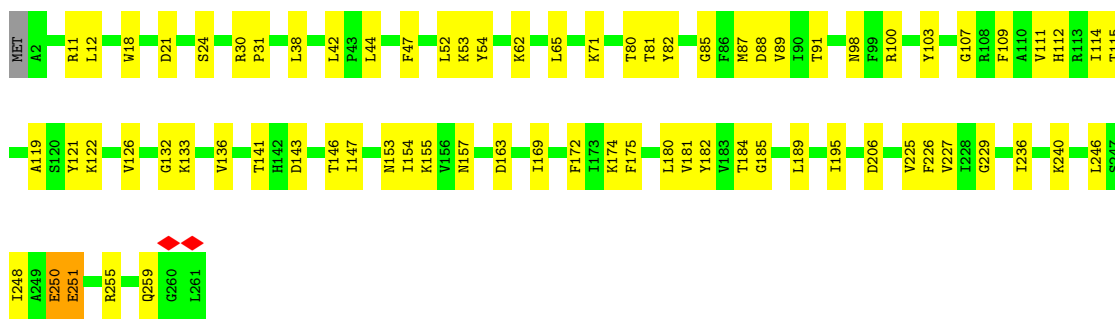 MET A2 R11 L12 W18 D21 S24 R30 P31 L38 L42 P43 L44 F47 L52 K53 Y54 K62 L65 K71 T80 T81 Y82 G85 F86 M87 D88 V89 I90 T91 N98 F99 R100 Y103 G107 R108 F109 A110 V111 H112 R113 I114 T115
A119 S120 Y121 K122 V126 G132 K133 V136 T141 H142 D143 T146 I147 N153 I154 K155 V156 N157 D163 I169 F172 I173 K174 F175 L180 V181 Y182 V183 T184 G185 L189 I195 D206 V225 F226 V227 I228 G229 I236 K240 L246 S247
I248 A249 E250 E251 R255 Q259 G260 L261